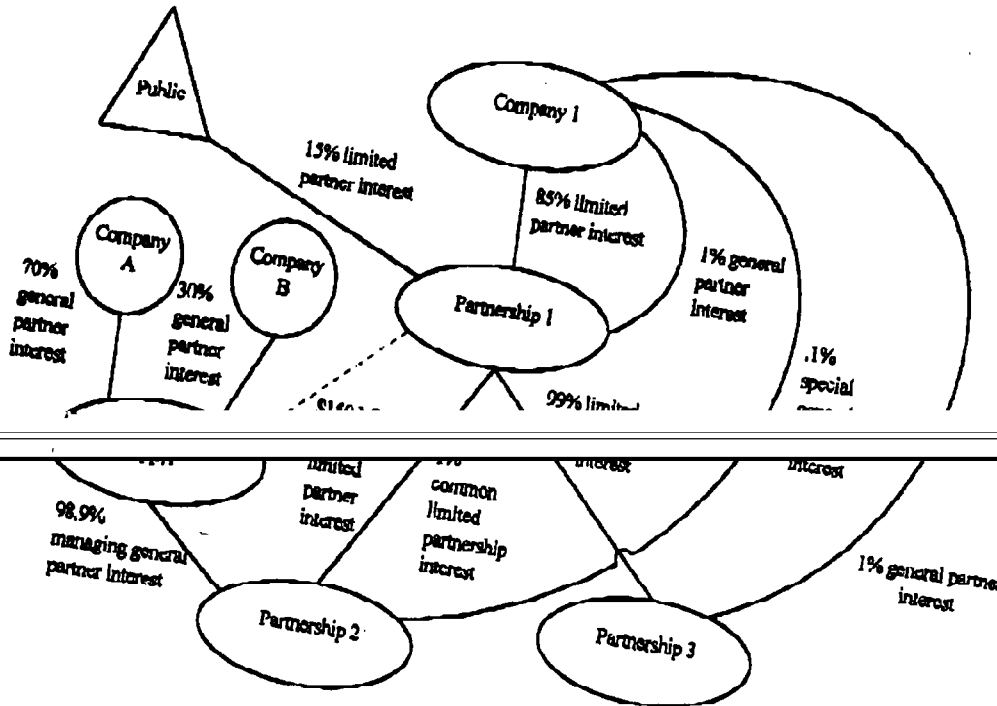 Public
Company 1
15% limited
partner interest
85% limited
partner interest
Company
A
Company
B
70%
general
partner
interest
30%
general
partner
interest
1% general
partner
Interest
Partnership 1
.1%
special
99% limited
limited
partner
interest
common
limited
partnership
interest
interest
interest
98.9%
managing general
partner Interest
1% general partner
interest
Partnership 2
Partnership 3